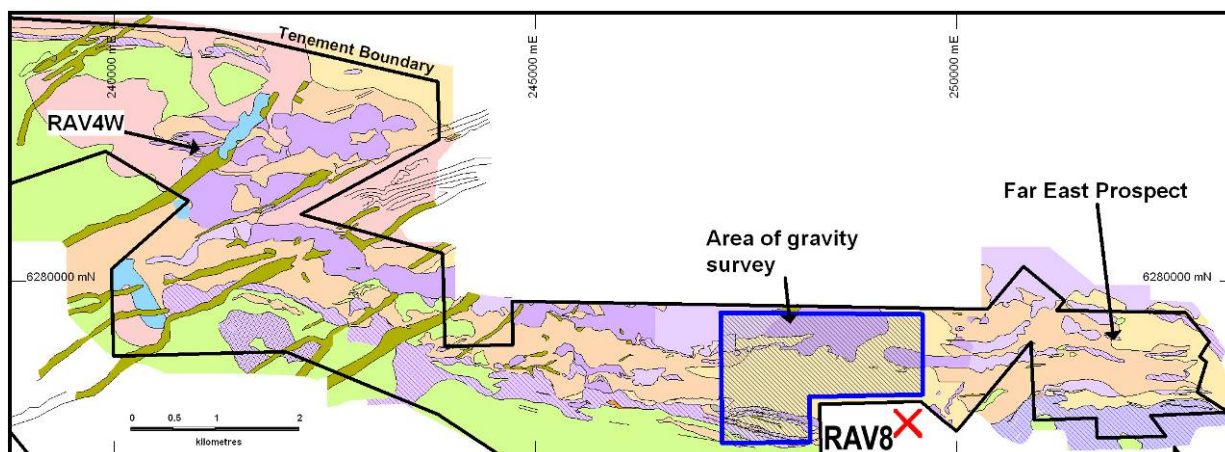 Tenement Boundary
240000 mE
245000 mE
250000 mE
RAV4W
Far East Prospect
Area of gravity
survey
6280000 mN
6280000 mN
0 0.5 1 2
kilometres
RAV8